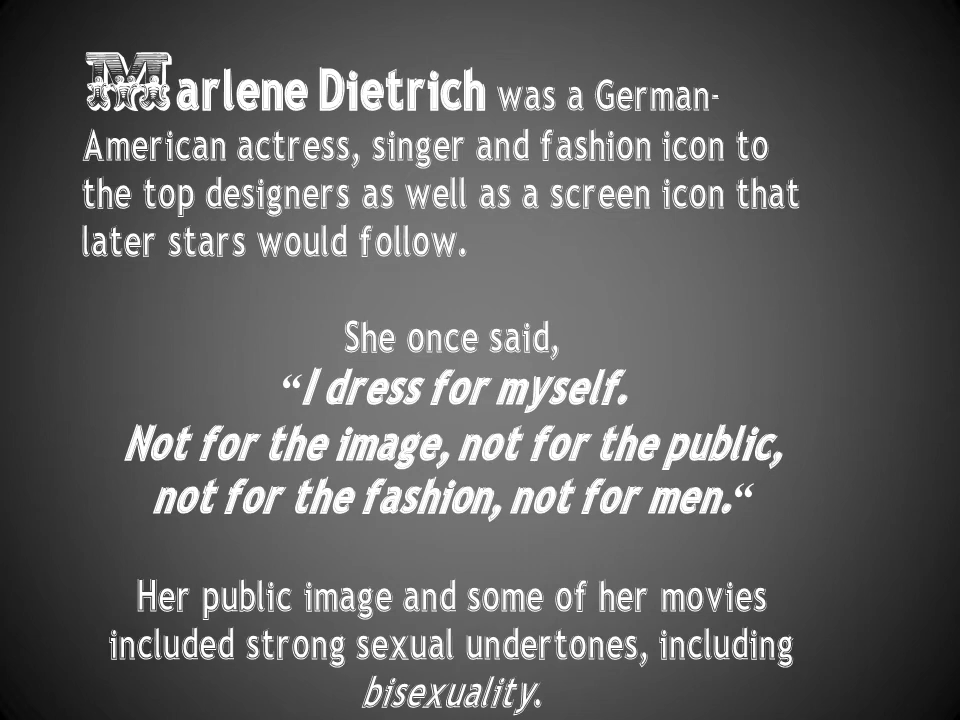 Marlene Dietrich was a German-
American actress, singer and fashion icon to
the top designers as well as a screen icon that
later stars would follow.
She once said,
“I dress for myself.
Not for the image, not for the public,
not for the fashion, not for men.“
Her public image and some of her movies
included strong sexual undertones, including
bisexuality.